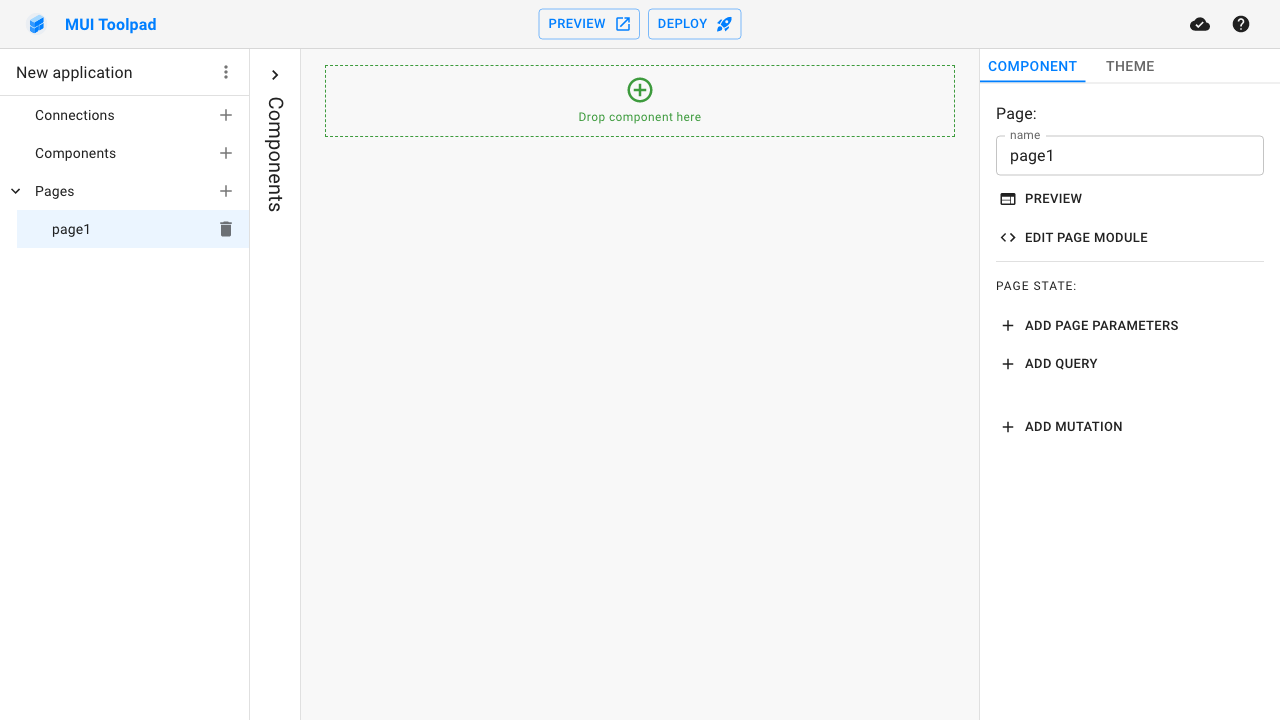 MUI Toolpad
PREVIEW
DEPLOY
New application
Connections
Components
Pages
page1
Components
Drop component here
COMPONENT
THEME
Page:
name
page1
PREVIEW
EDIT PAGE MODULE
PAGE STATE:
ADD PAGE PARAMETERS
ADD QUERY
ADD MUTATION